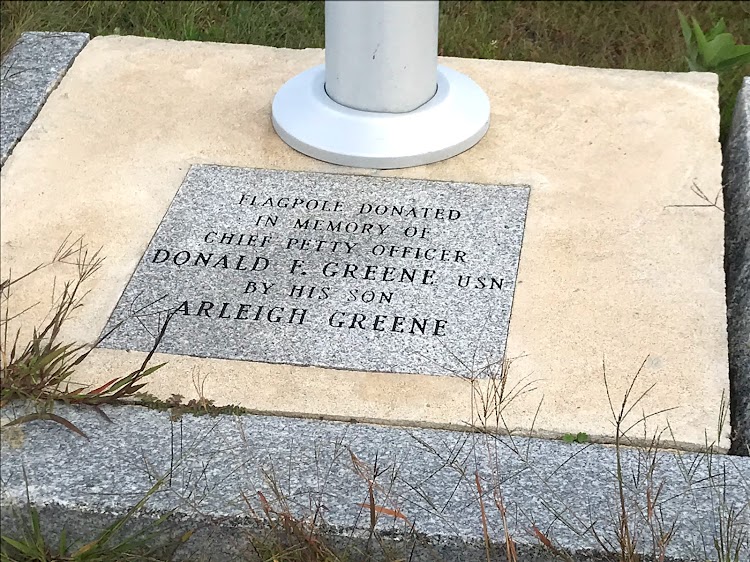 FLAGPOLE DONATED
IN MEMORY OF
CHIEF PETTY OFFICER
DONALD F. GREENE USN
BY HIS SON
ARLEIGH GREENE